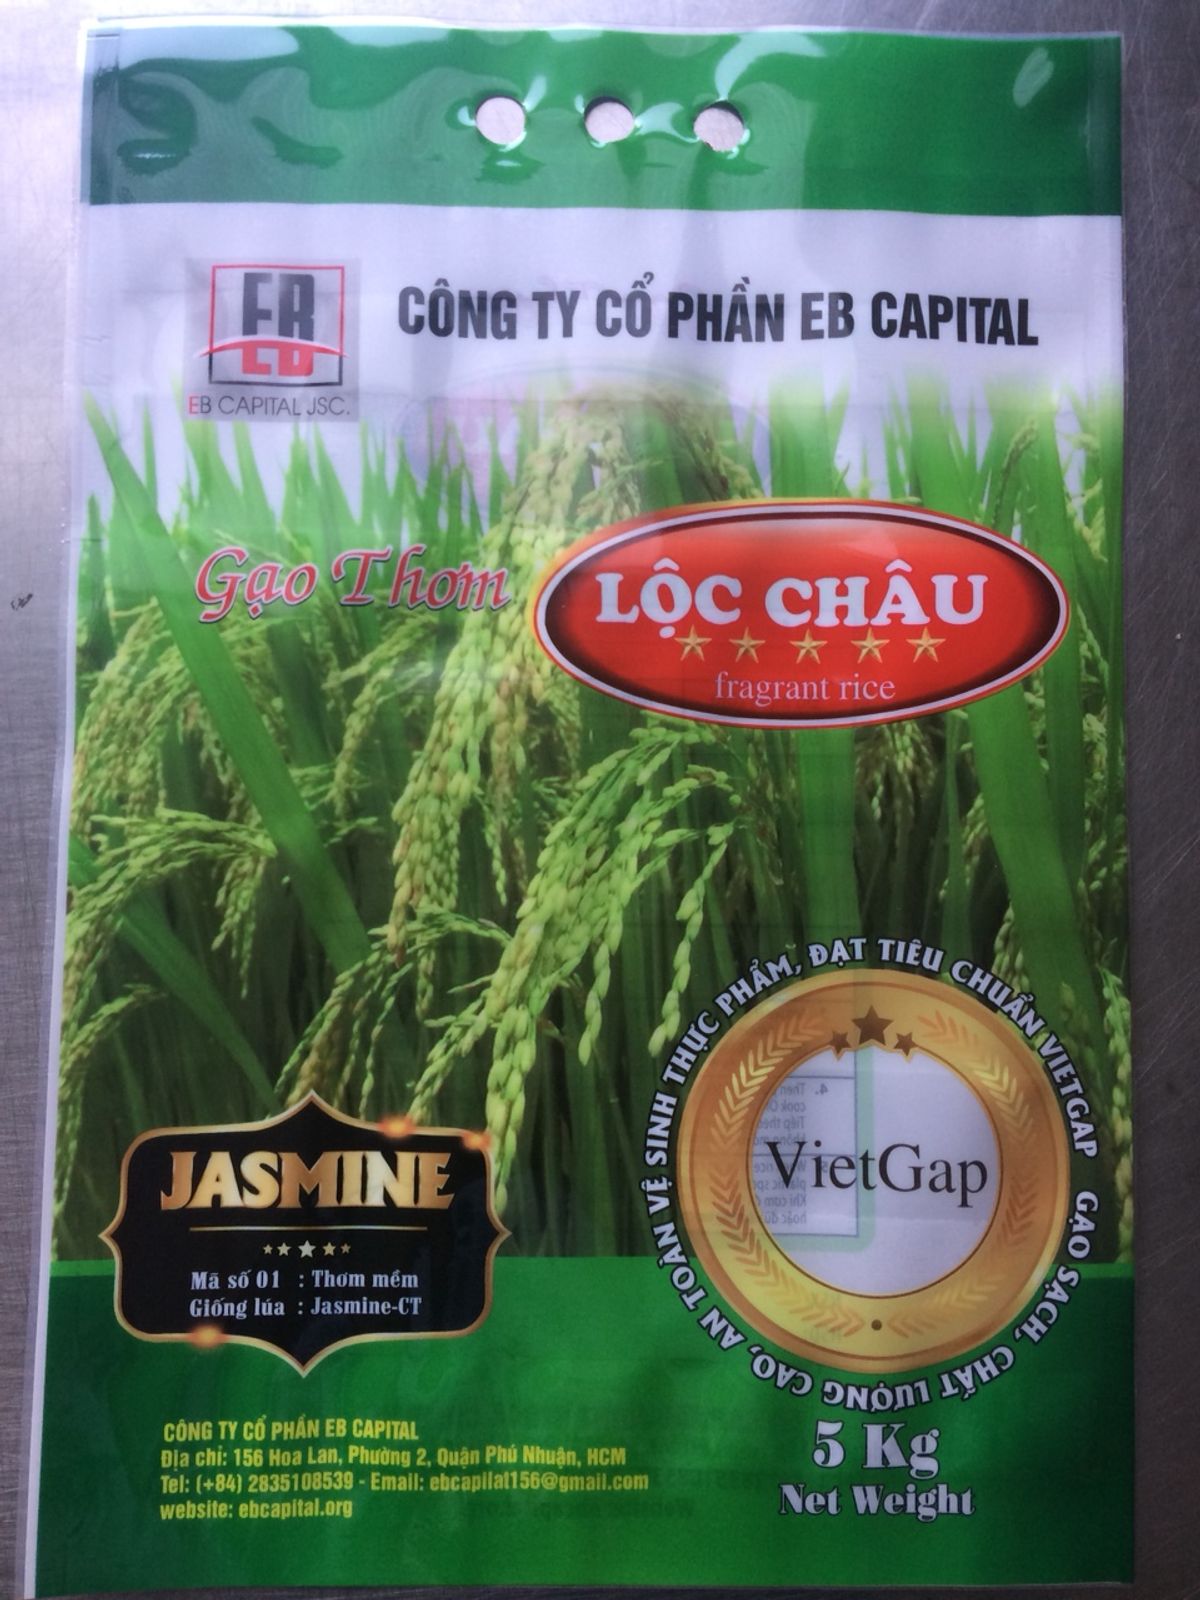 EB
EB CAPITAL JSC.
CÔNG TY CỔ PHẦN EB CAPITAL
Gạo Thơm
LỘC CHÂU
fragrant rice
GẠO SẠCH, CHẤT LƯỢNG CAO, AN TOÀN VỆ SINH THỰC PHẨM, ĐẠT TIÊU CHUẨN VIETGAP
VietGap
JASMINE
Mã số 01 : Thơm mềm
Giống lúa : Jasmine-CT
CÔNG TY CỔ PHẦN EB CAPITAL
Địa chỉ: 156 Hoa Lan, Phường 2, Quận Phú Nhuận, HCM
Tel: (+84) 2835108539 - Email: ebcapilat156@gmail.com
website: ebcapital.org
5 Kg
Net Weight